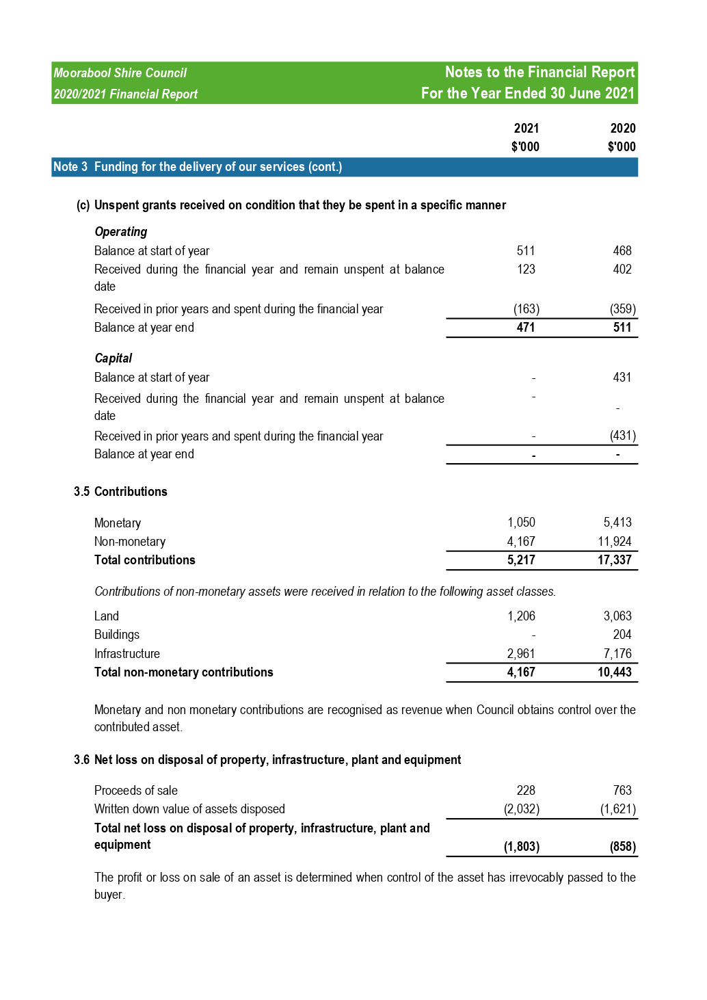 Moorabool Shire Council Notes to the Financial Report
2020/2021 Financial Report For the Year Ended 30 June 2021
2021 2020
$'000 $'000
Note 3 Funding for the delivery of our services (cont.)
(c) Unspent grants received on condition that they be spent in a specific manner
Operating
Balance at start of year 511 468
Received during the financial year and remain unspent at balance 123 402
date
Received in prior years and spent during the financial year (163) (359)
Balance at year end 471 511
Capital
Balance at start of year - 431
Received during the financial year and remain unspent at balance -
date -
Received in prior years and spent during the financial year - (431)
Balance at year end - -
3.5 Contributions
Monetary 1,050 5,413
Non-monetary 4,167 11,924
Total contributions 5,217 17,337
Contributions of non-monetary assets were received in relation to the following asset classes.
Land 1,206 3,063
Buildings - 204
Infrastructure 2,961 7,176
Total non-monetary contributions 4,167 10,443
Monetary and non monetary contributions are recognised as revenue when Council obtains control over the
contributed asset.
3.6 Net loss on disposal of property, infrastructure, plant and equipment
Proceeds of sale 228 763
Written down value of assets disposed (2,032) (1,621)
Total net loss on disposal of property, infrastructure, plant and
equipment (1,803) (858)
The profit or loss on sale of an asset is determined when control of the asset has irrevocably passed to the
buyer.